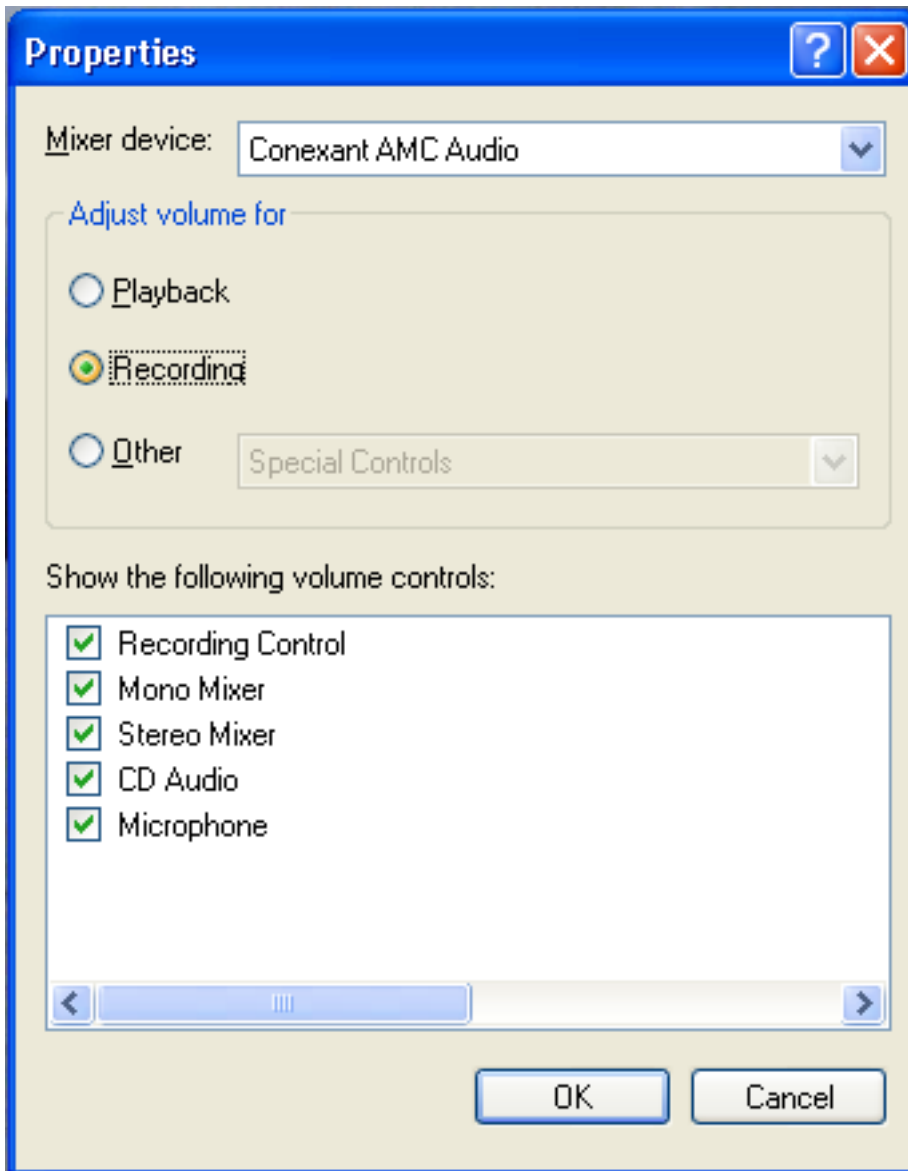 Properties
Mixer device: Conexant AMC Audio
Adjust volume for
Playback
Recording
Other Special Controls
Show the following volume controls:
Recording Control
Mono Mixer
Stereo Mixer
CD Audio
Microphone
OK Cancel